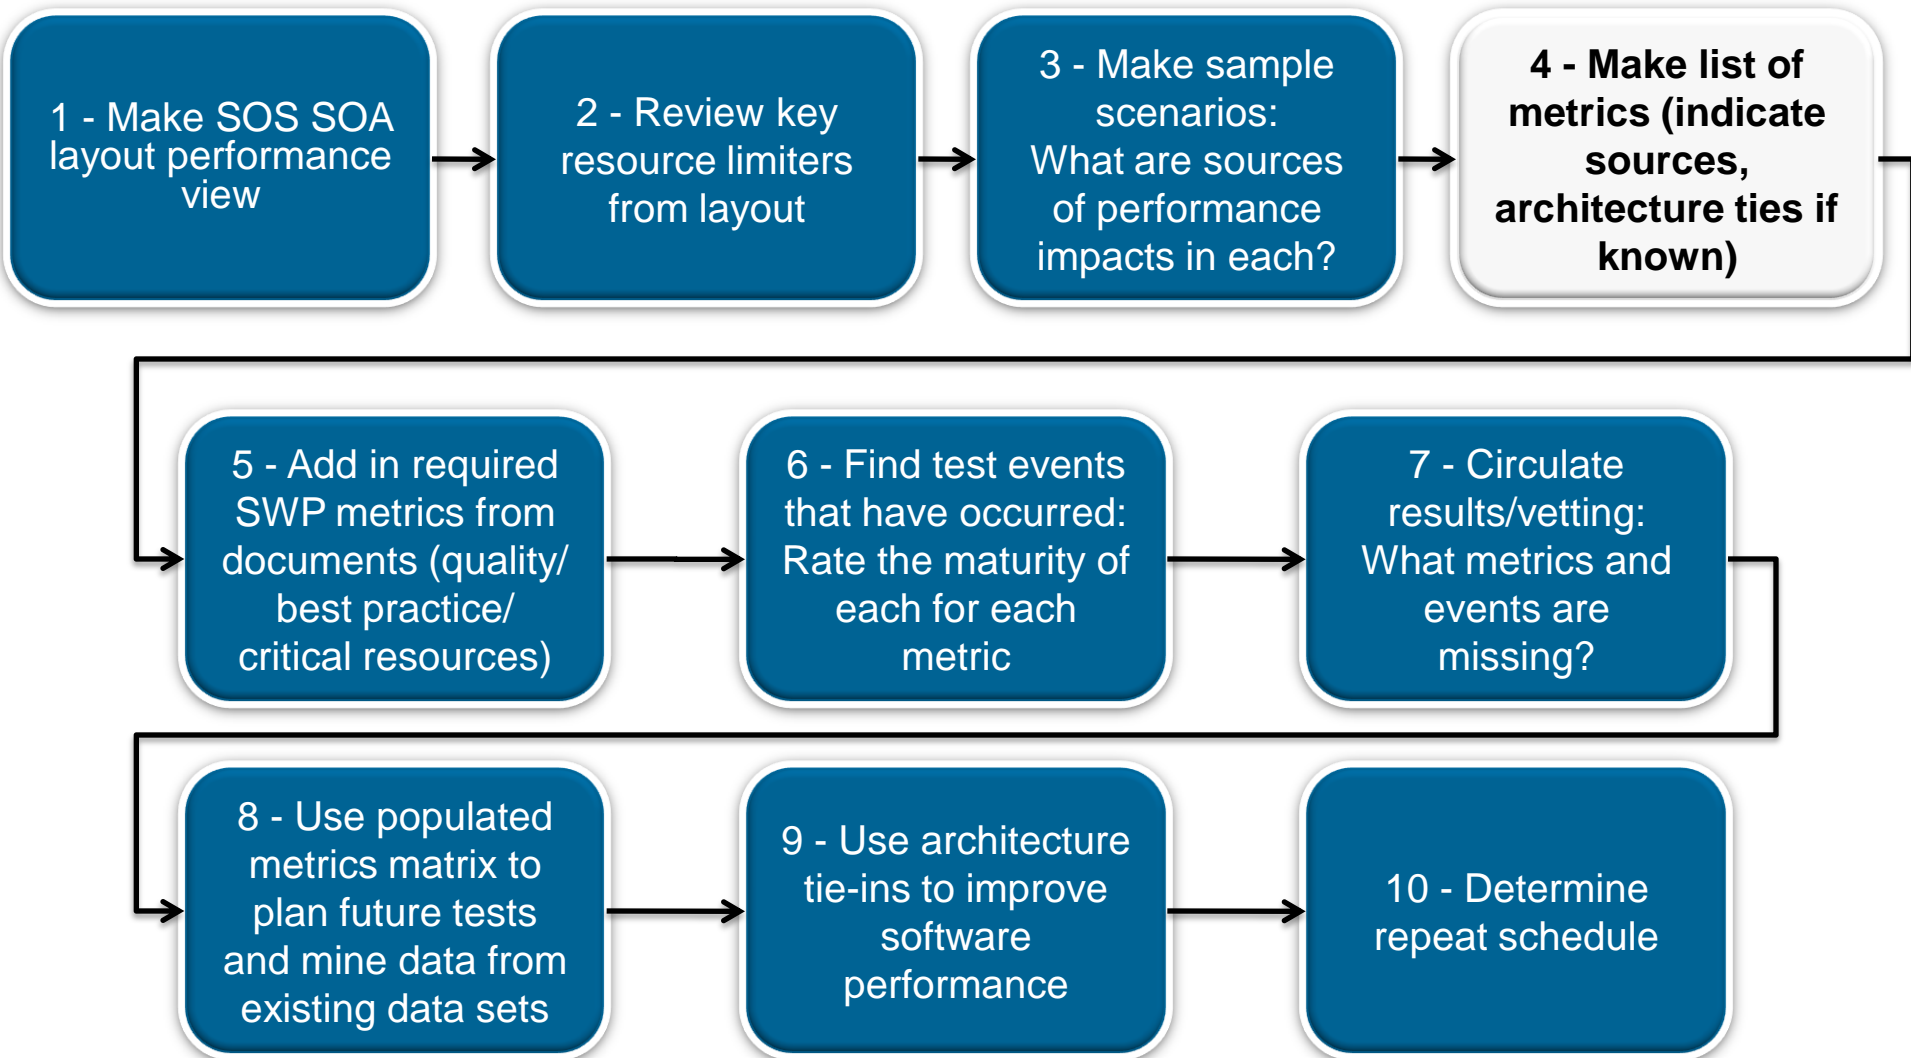 1 - Make SOS SOA
layout performance
view
2 - Review key
resource limiters
from layout
3 - Make sample
scenarios:
What are sources
of performance
impacts in each?
4 - Make list of
metrics (indicate
sources,
architecture ties if
known)
5 - Add in required
SWP metrics from
documents (quality/
best practice/
critical resources)
6 - Find test events
that have occurred:
Rate the maturity of
each for each
metric
7 - Circulate
results/vetting:
What metrics and
events are
missing?
8 - Use populated
metrics matrix to
plan future tests
and mine data from
existing data sets
9 - Use architecture
tie-ins to improve
software
performance
10 - Determine
repeat schedule